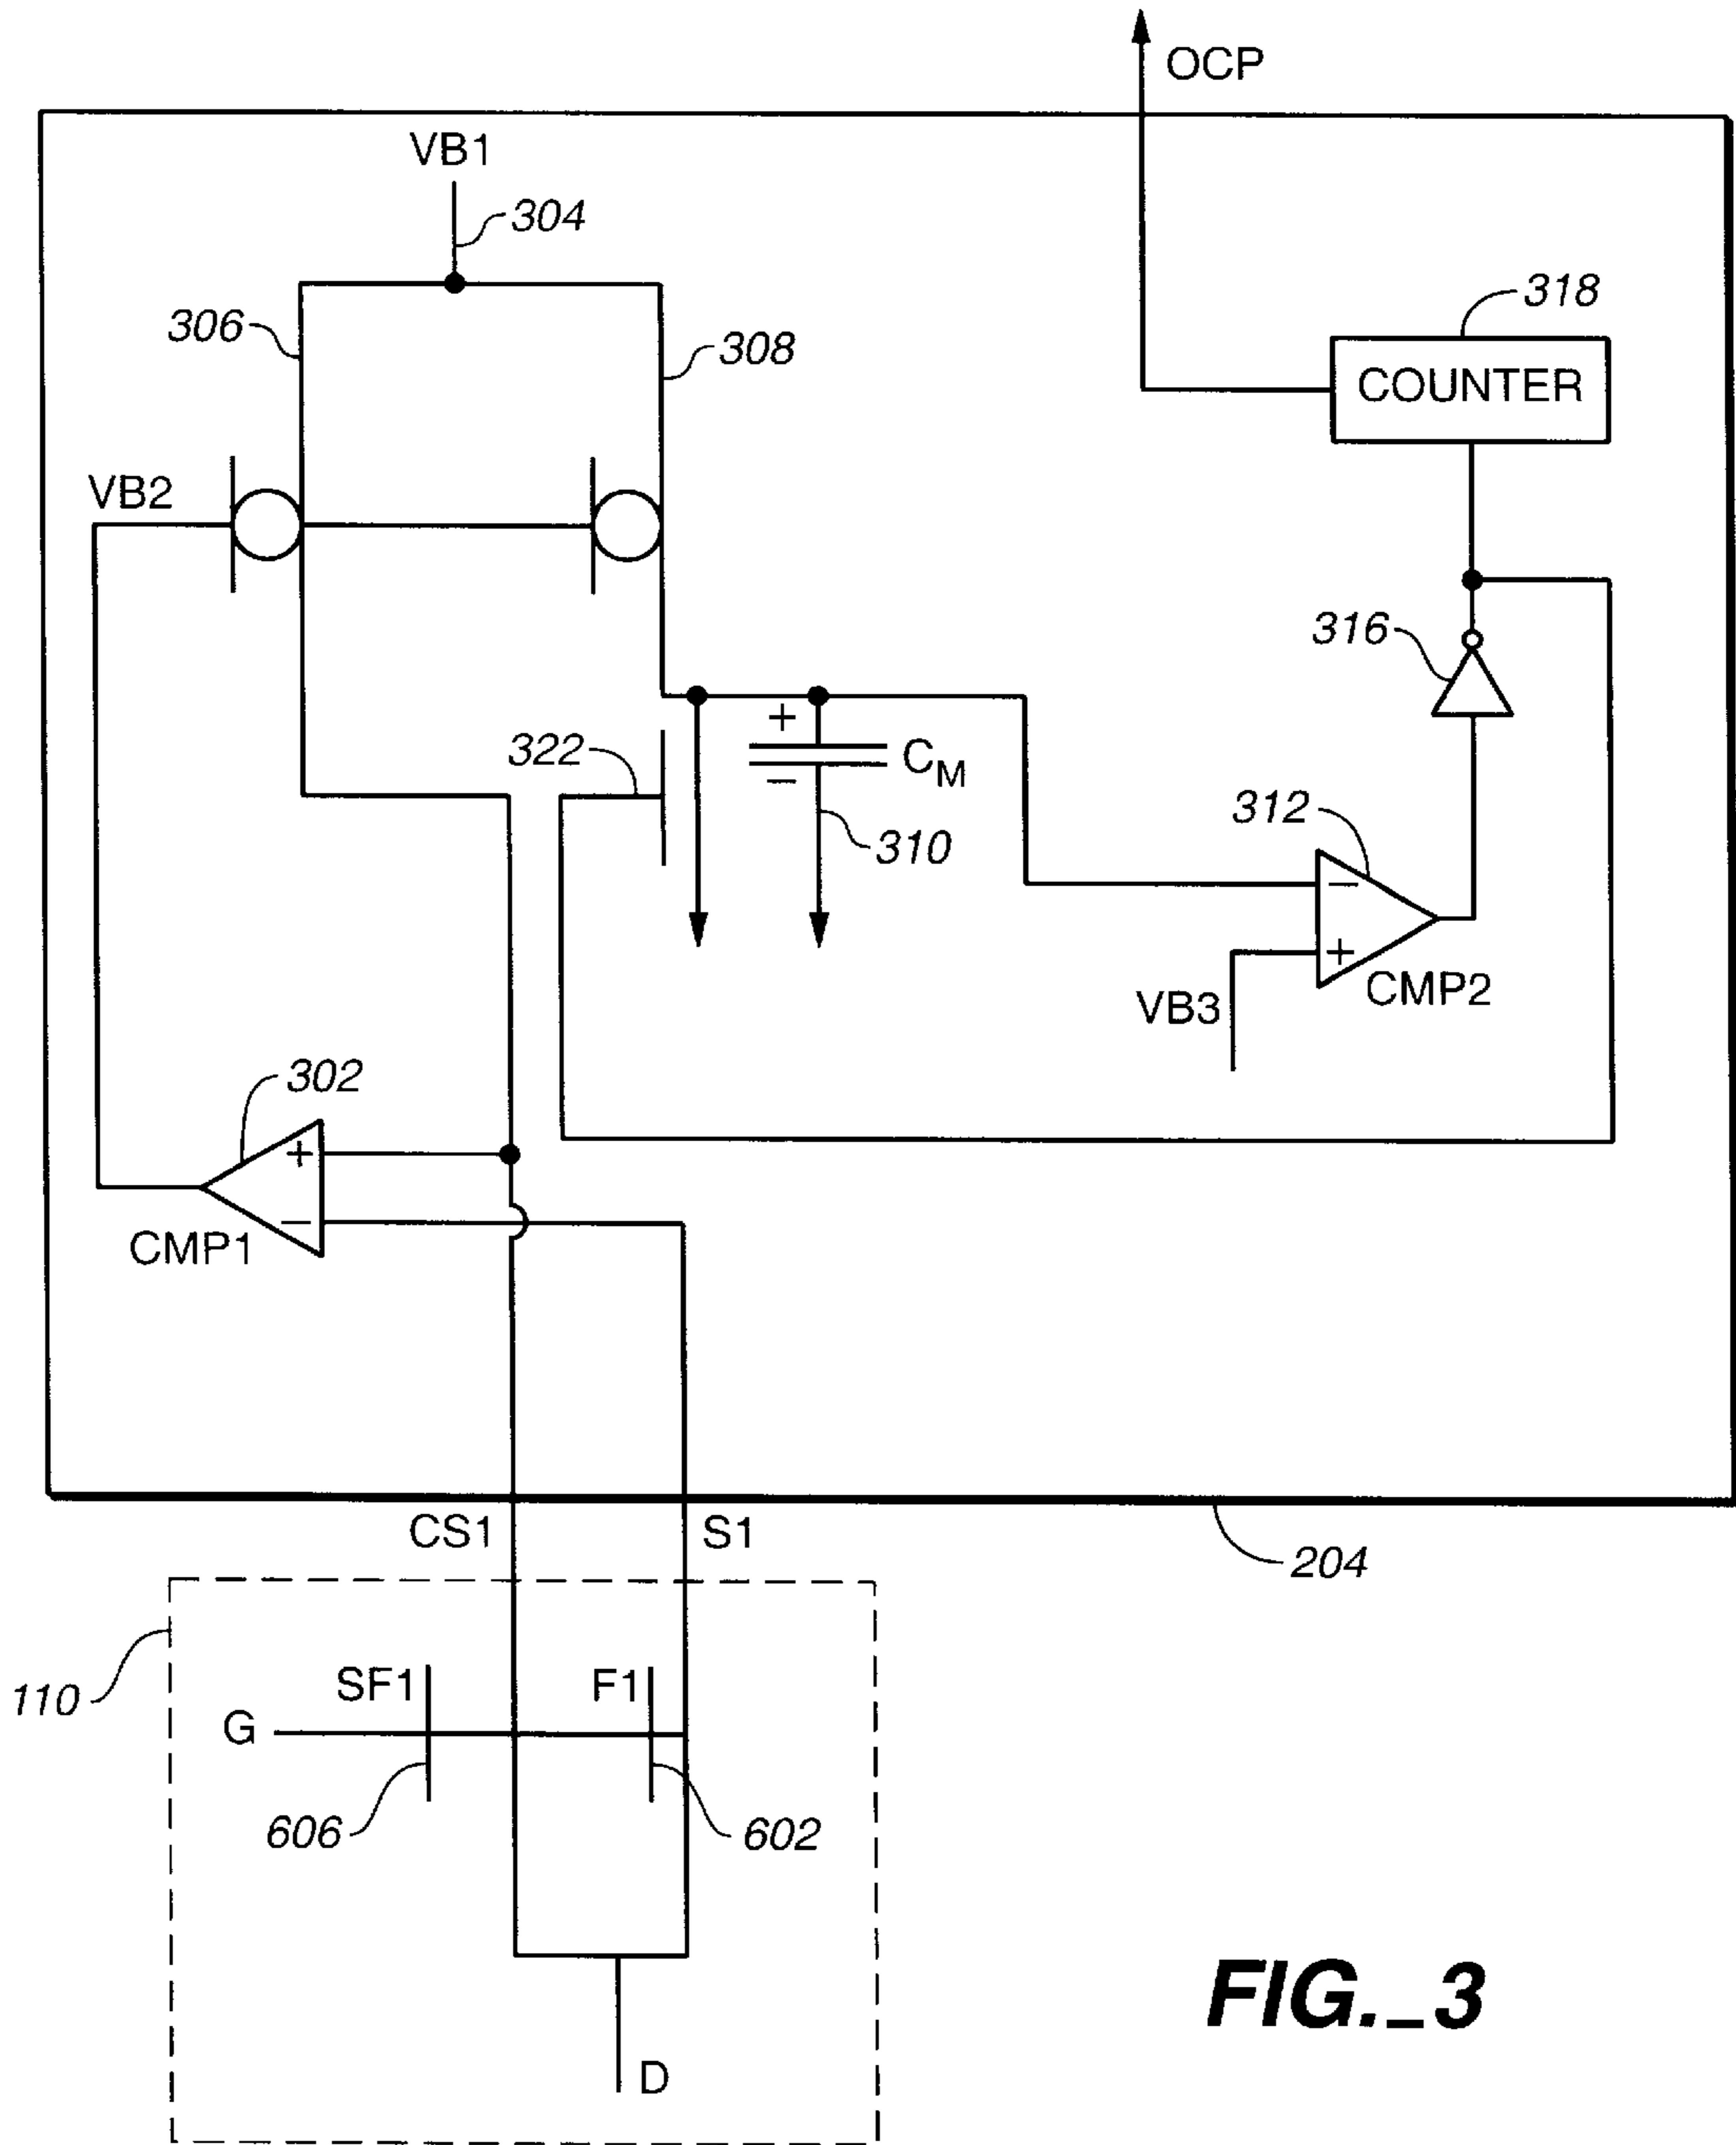 OCP
VB1
304
318
306
308
COUNTER
VB2
316
+
322
CM
−
312
310
−
+
CMP2
VB3
302
+
−
CMP1
CS1
S1
204
SF1
F1
110
G
606
602
D
FIG._3